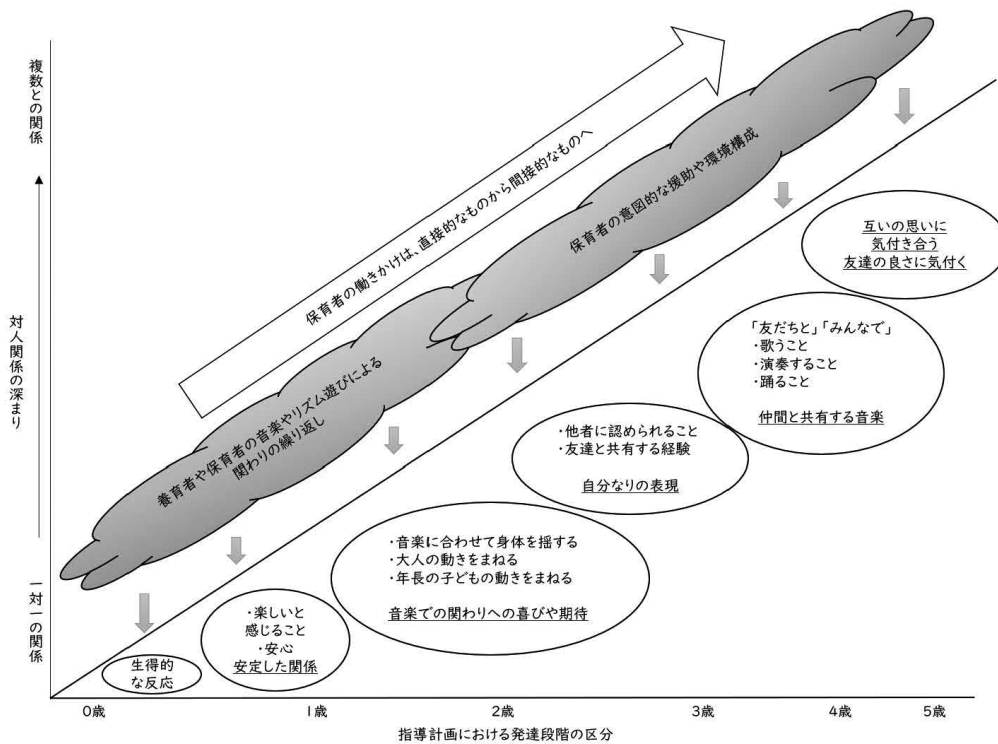 複数との関係
対人関係の深まり
一対一の関係
保育者の働きかけは、直接的なものから間接的なものへ
養育者や保育者の音楽やリズム遊びによる
関わりの繰り返し
保育者の意図的な援助や環境構成
生得的
な反応
・楽しいと
感じること
・安心
安定した関係
・音楽に合わせて身体を揺する
・大人の動きをまねる
・年長の子どもの動きをまねる
音楽での関わりへの喜びや期待
・他者に認められること
・友達と共有する経験
自分なりの表現
「友だちと」「みんなで」
・歌うこと
・演奏すること
・踊ること
仲間と共有する音楽
互いの思いに
気付き合う
友達の良さに気付く
0歳 1歳 2歳 3歳 4歳 5歳
指導計画における発達段階の区分